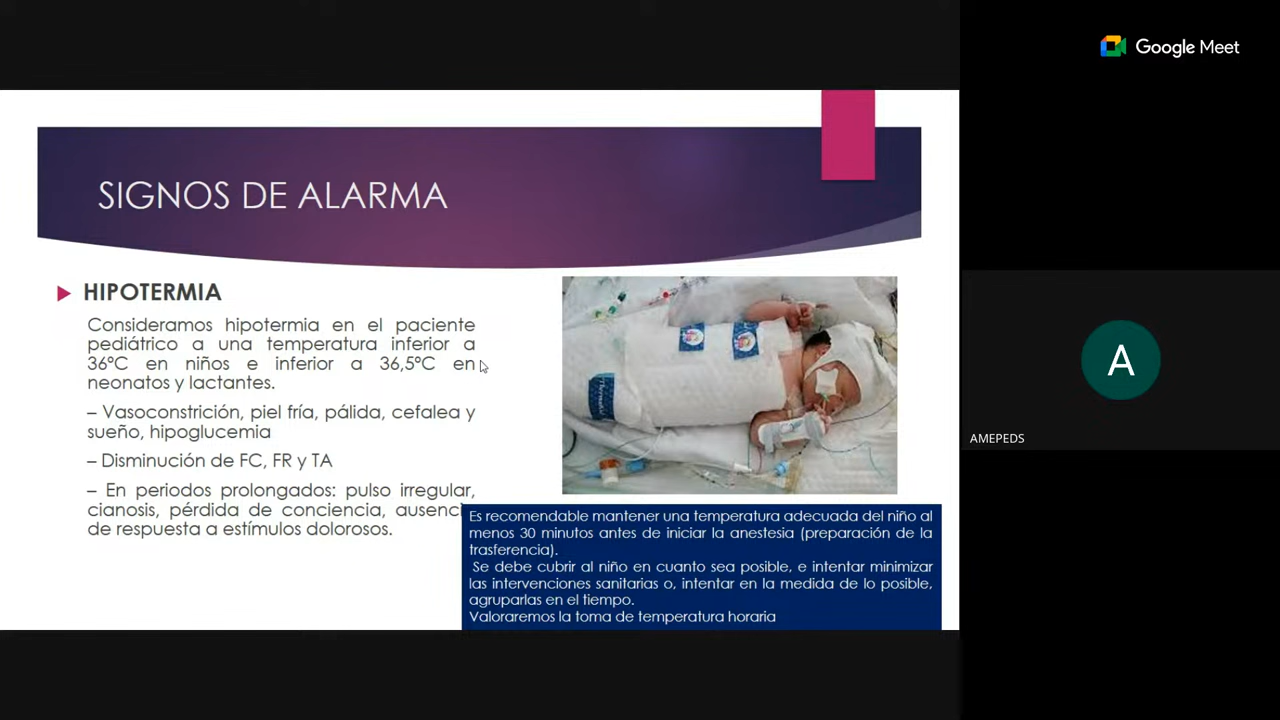 Google Meet
SIGNOS DE ALARMA
HIPOTERMIA
Consideramos hipotermia en el paciente
pediátrico a una temperatura inferior a
36ºC en niños e inferior a 36,5ºC en
neonatos y lactantes.
– Vasoconstrición, piel fría, pálida, cefalea y
sueño, hipoglucemia
– Disminución de FC, FR y TA
– En periodos prolongados: pulso irregular,
cianosis, pérdida de conciencia, ausenci
de respuesta a estímulos dolorosos.
Es recomendable mantener una temperatura adecuada del niño al
menos 30 minutos antes de iniciar la anestesia (preparación de la
trasferencia).
Se debe cubrir al niño en cuanto sea posible, e intentar minimizar
las intervenciones sanitarias o, intentar en la medida de lo posible,
agruparlas en el tiempo.
Valoraremos la toma de temperatura horaria
A
AMEPEDS